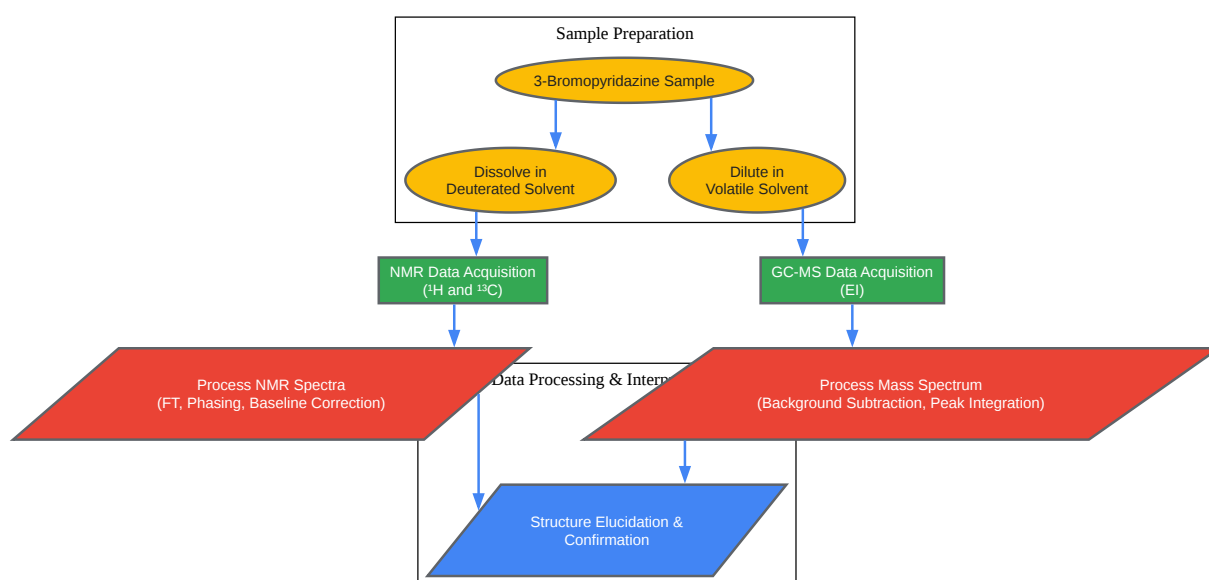 Sample Preparation
3-Bromopyridazine Sample
Dissolve in
Deuterated Solvent
Dilute in
Volatile Solvent
NMR Data Acquisition
(¹H and ¹³C)
GC-MS Data Acquisition
(EI)
Data Processing &
Process NMR Spectra
(FT, Phasing, Baseline Correction)
Process Mass Spectrum
(Background Subtraction, Peak Integration)
Structure Elucidation &
Confirmation